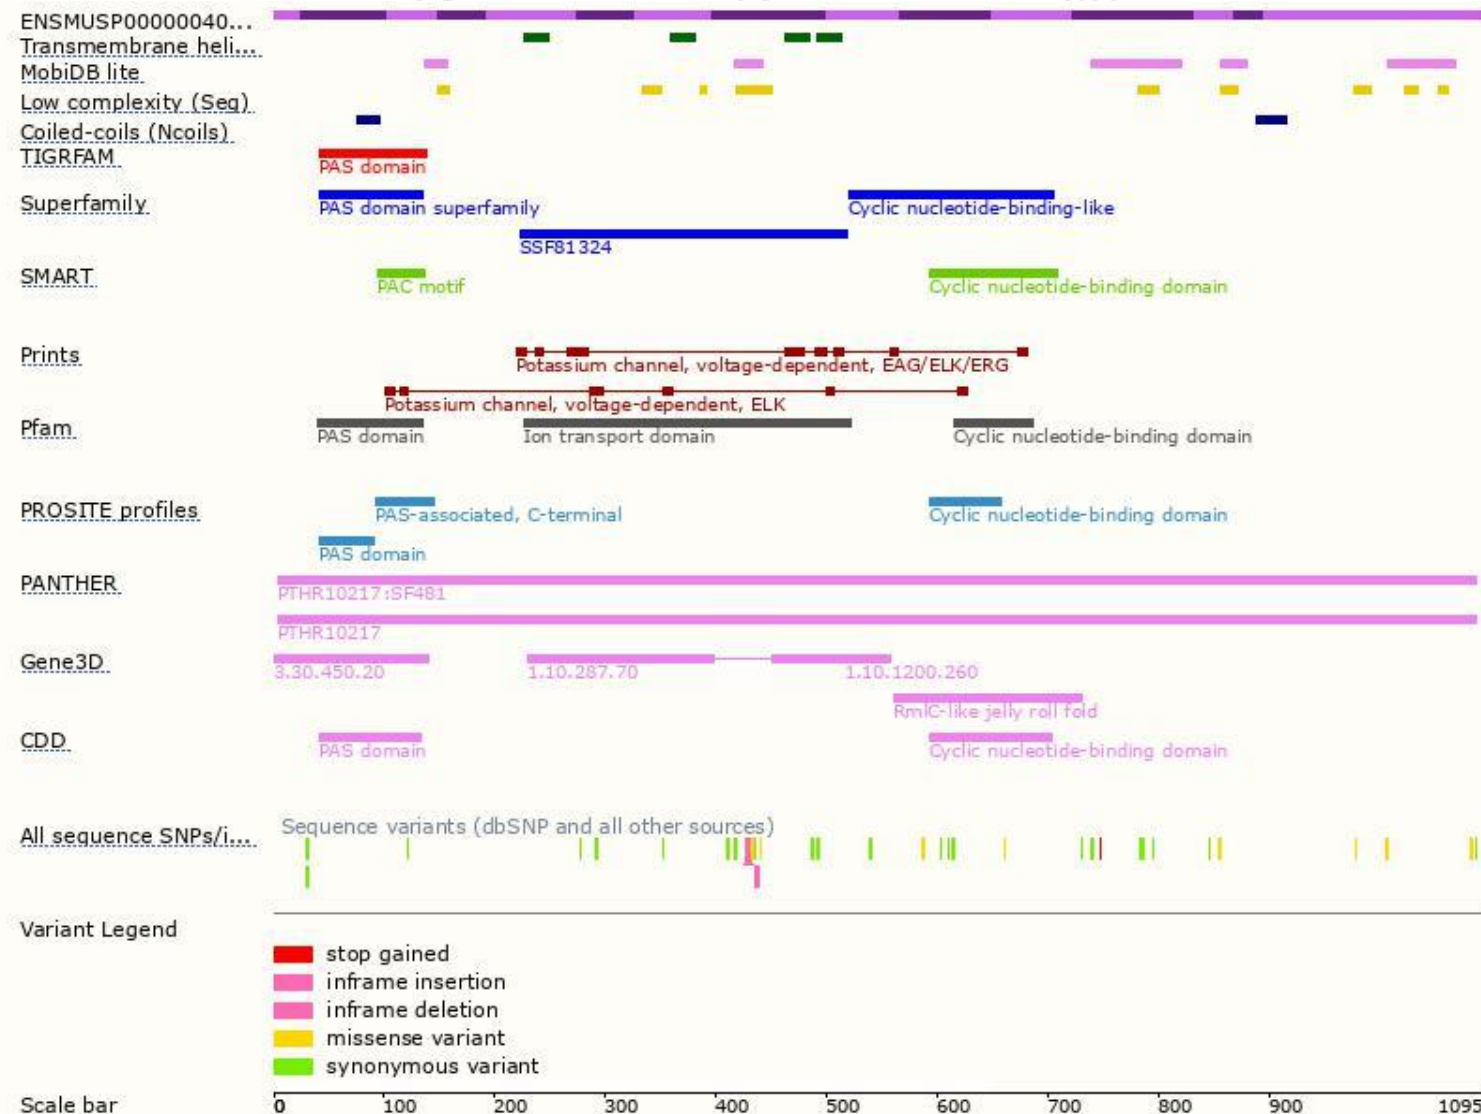 ENSMUSP00000040...
Transmembrane heli...
MobiDB lite
Low complexity (Seg)
Coiled-coils (Ncoils)
TIGRFAM
PAS domain
Superfamily
PAS domain superfamily
Cyclic nucleotide-binding-like
SSF81324
SMART
PAC motif
Cyclic nucleotide-binding domain
Prints
Potassium channel, voltage-dependent, EAG/ELK/ERG
Potassium channel, voltage-dependent, ELK
Pfam
PAS domain
Ion transport domain
Cyclic nucleotide-binding domain
PROSITE profiles
PAS-associated, C-terminal
Cyclic nucleotide-binding domain
PAS domain
PANTHER
PTHR10217:SF481
PTHR10217
Gene3D
3.30.450.20
1.10.287.70
1.10.1200.260
RmlC-like jelly roll fold
CDD
PAS domain
Cyclic nucleotide-binding domain
All sequence SNPs/i...
Sequence variants (dbSNP and all other sources)
Variant Legend
stop gained
inframe insertion
inframe deletion
missense variant
synonymous variant
Scale bar
0 100 200 300 400 500 600 700 800 900 1095